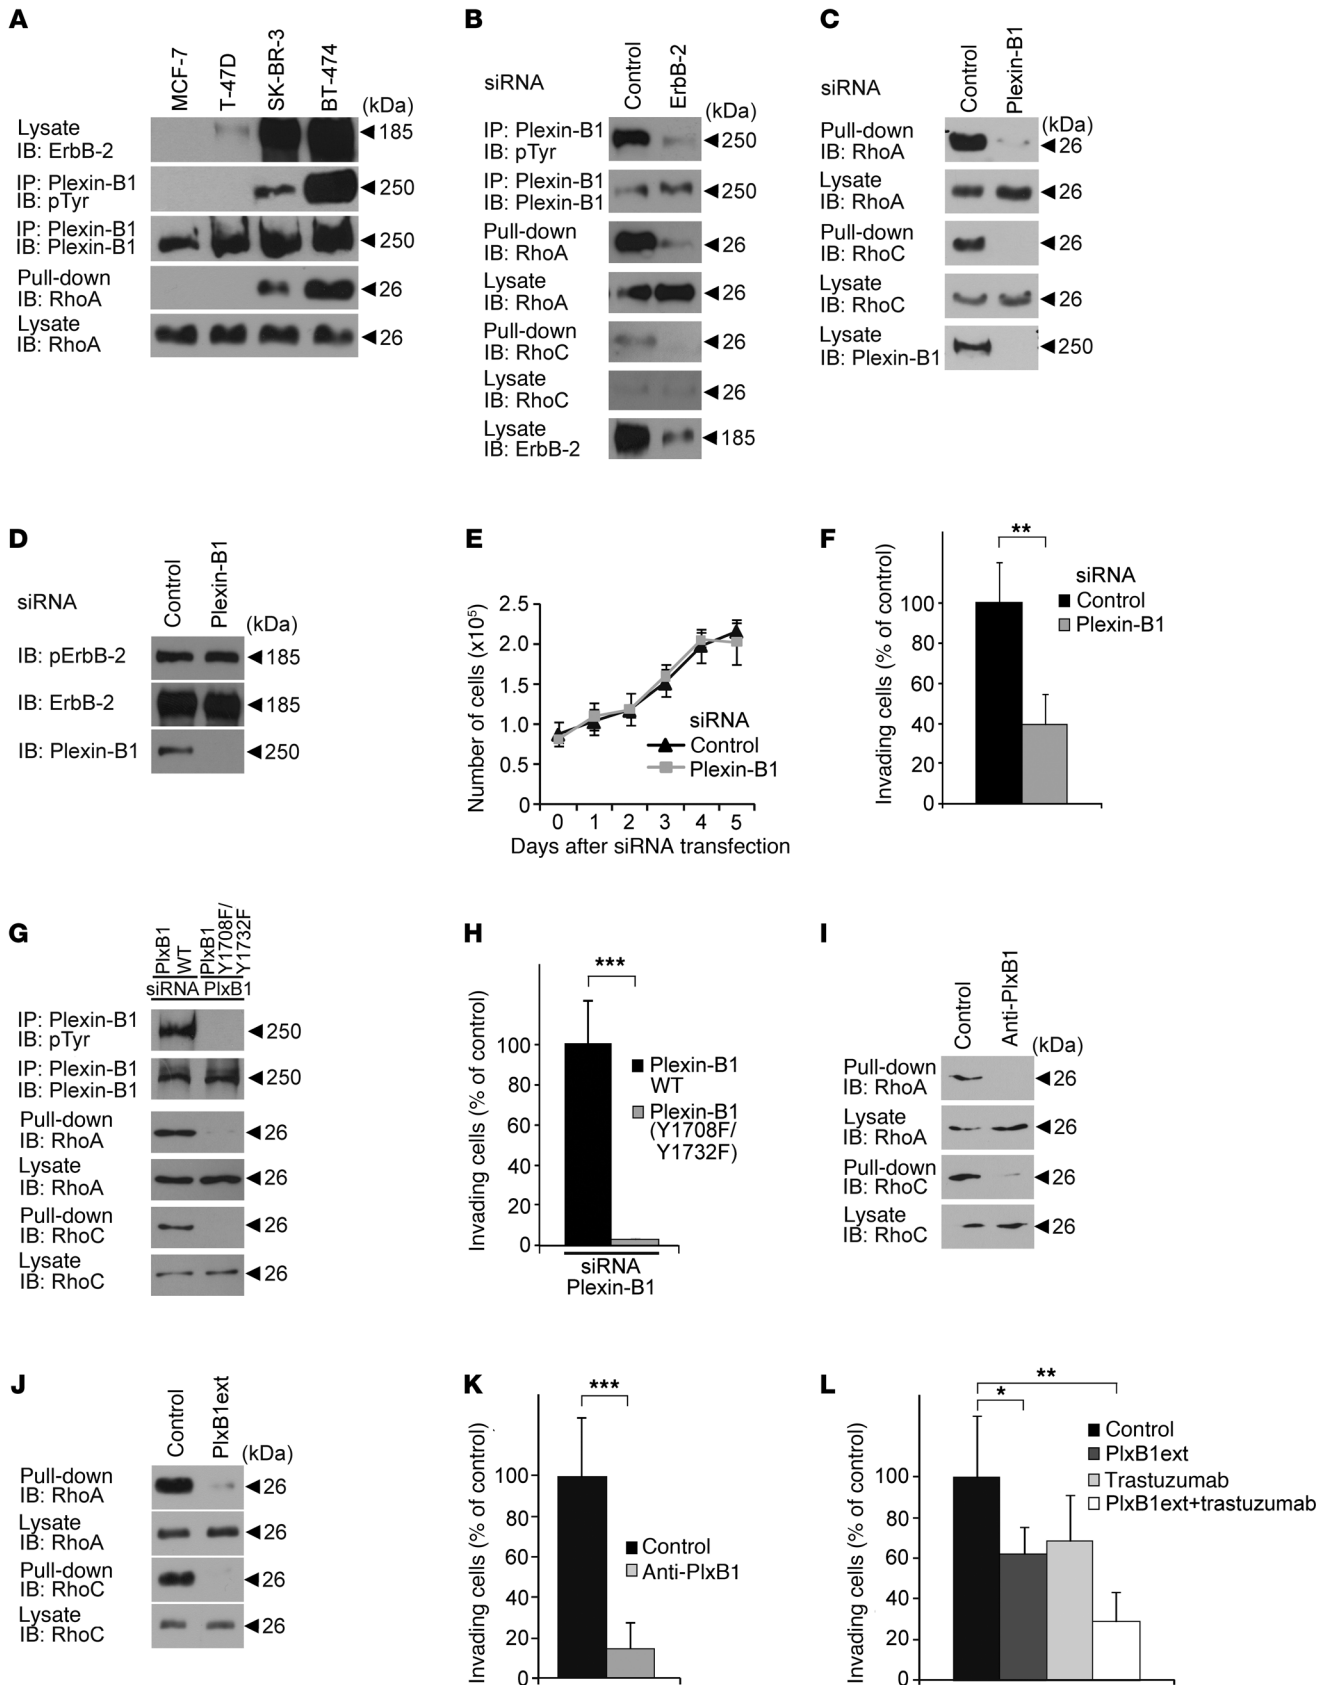 A
MCF-7
T-47D
SK-BR-3
BT-474
(kDa)
Lysate
IB: ErbB-2
185
IP: Plexin-B1
IB: pTyr
250
IP: Plexin-B1
IB: Plexin-B1
250
Pull-down
IB: RhoA
26
Lysate
IB: RhoA
26
B
siRNA
Control
ErbB-2
(kDa)
IP: Plexin-B1
IB: pTyr
250
IP: Plexin-B1
IB: Plexin-B1
250
Pull-down
IB: RhoA
26
Lysate
IB: RhoA
26
Pull-down
IB: RhoC
26
Lysate
IB: RhoC
26
Lysate
IB: ErbB-2
185
C
siRNA
Control
Plexin-B1
(kDa)
Pull-down
IB: RhoA
26
Lysate
IB: RhoA
26
Pull-down
IB: RhoC
26
Lysate
IB: RhoC
26
Lysate
IB: Plexin-B1
250
D
siRNA
Control
Plexin-B1
(kDa)
IB: pErbB-2
185
IB: ErbB-2
185
IB: Plexin-B1
250
E
Number of cells (x10⁵)
2.5
2.0
1.5
1.0
0.5
0
siRNA
Control
Plexin-B1
0 1 2 3 4 5
Days after siRNA transfection
F
Invading cells (% of control)
100
80
60
40
20
0
**
siRNA
Control
Plexin-B1
G
PlxB1
WT
PlxB1
Y1708F/
Y1732F
siRNA PlxB1
IP: Plexin-B1
IB: pTyr
250
IP: Plexin-B1
IB: Plexin-B1
250
Pull-down
IB: RhoA
26
Lysate
IB: RhoA
26
Pull-down
IB: RhoC
26
Lysate
IB: RhoC
26
H
Invading cells (% of control)
100
80
60
40
20
0
***
Plexin-B1
WT
Plexin-B1
(Y1708F/
Y1732F)
siRNA
Plexin-B1
I
Control
Anti-PlxB1
(kDa)
Pull-down
IB: RhoA
26
Lysate
IB: RhoA
26
Pull-down
IB: RhoC
26
Lysate
IB: RhoC
26
J
Control
PlxB1ext
(kDa)
Pull-down
IB: RhoA
26
Lysate
IB: RhoA
26
Pull-down
IB: RhoC
26
Lysate
IB: RhoC
26
K
Invading cells (% of control)
100
80
60
40
20
0
***
Control
Anti-PlxB1
L
Invading cells (% of control)
100
80
60
40
20
0
**
*
Control
PlxB1ext
Trastuzumab
PlxB1ext+trastuzumab